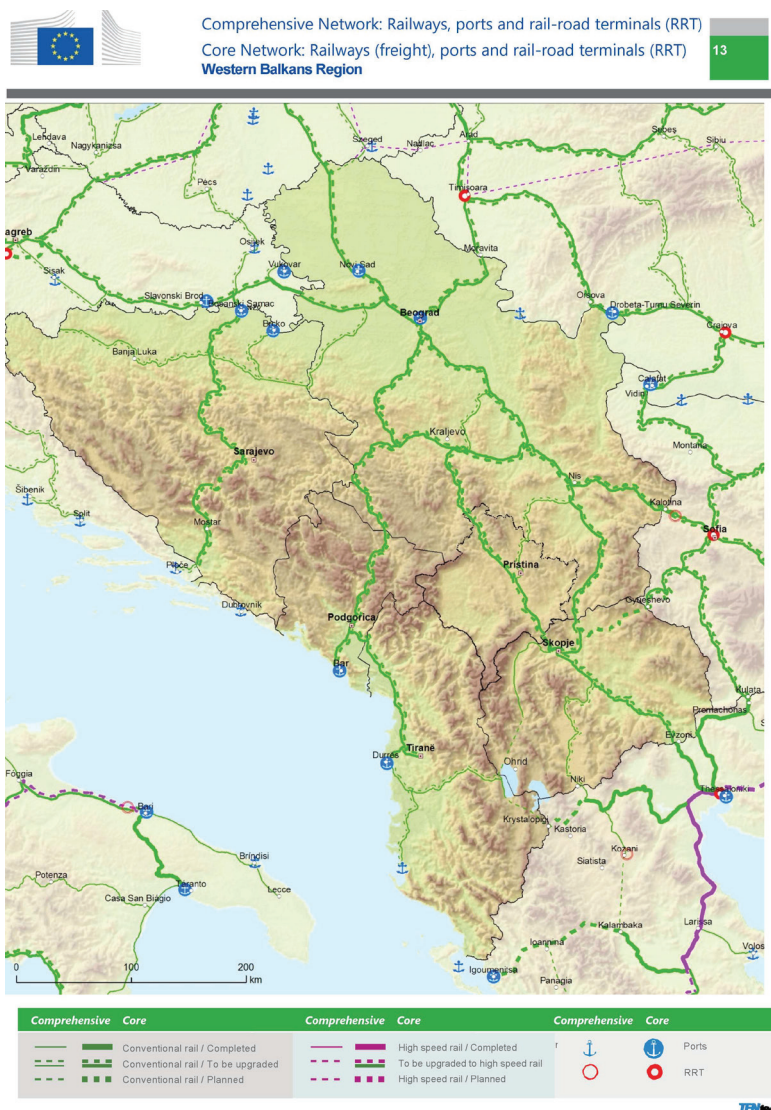 Comprehensive Network: Railways, ports and rail-road terminals (RRT)
Core Network: Railways (freight), ports and rail-road terminals (RRT)
13
Western Balkans Region
Lendava
Nagykanizsa
Varaždin
Szeged
Nădlac
Arad
Sebeș
Sibiu
Pécs
Timișoara
agreb
Osijek
Moravita
Sisak
Vukovar
Novi Sad
Slavonski Brod
Bosanski Samac
Orșova
Drobeta-Turnu Severin
Beograd
Brcko
Craiova
Banja Luka
Calafat
Vidin
Kraljevo
Montana
Sarajevo
Nis
Šibenik
Kalotina
Split
Mostar
Sofia
Ploče
Pristina
Dubrovnik
Gyueshevo
Podgorica
Skopje
Bar
Kulata
Promachonas
Evzoni
Tiranë
Durrës
Ohrid
Foggia
Niki
Thessaloniki
Bari
Krystalopigi
Kastoria
Kozani
Brindisi
Siatista
Potenza
Taranto
Lecce
Casa San Biagio
Kalambaka
Larissa
Ioannina
Volos
Igoumenitsa
Panagia
0 100 200
km
Comprehensive Core Comprehensive Core Comprehensive Core
Conventional rail / Completed High speed rail / Completed Ports
Conventional rail / To be upgraded To be upgraded to high speed rail
Conventional rail / Planned High speed rail / Planned RRT